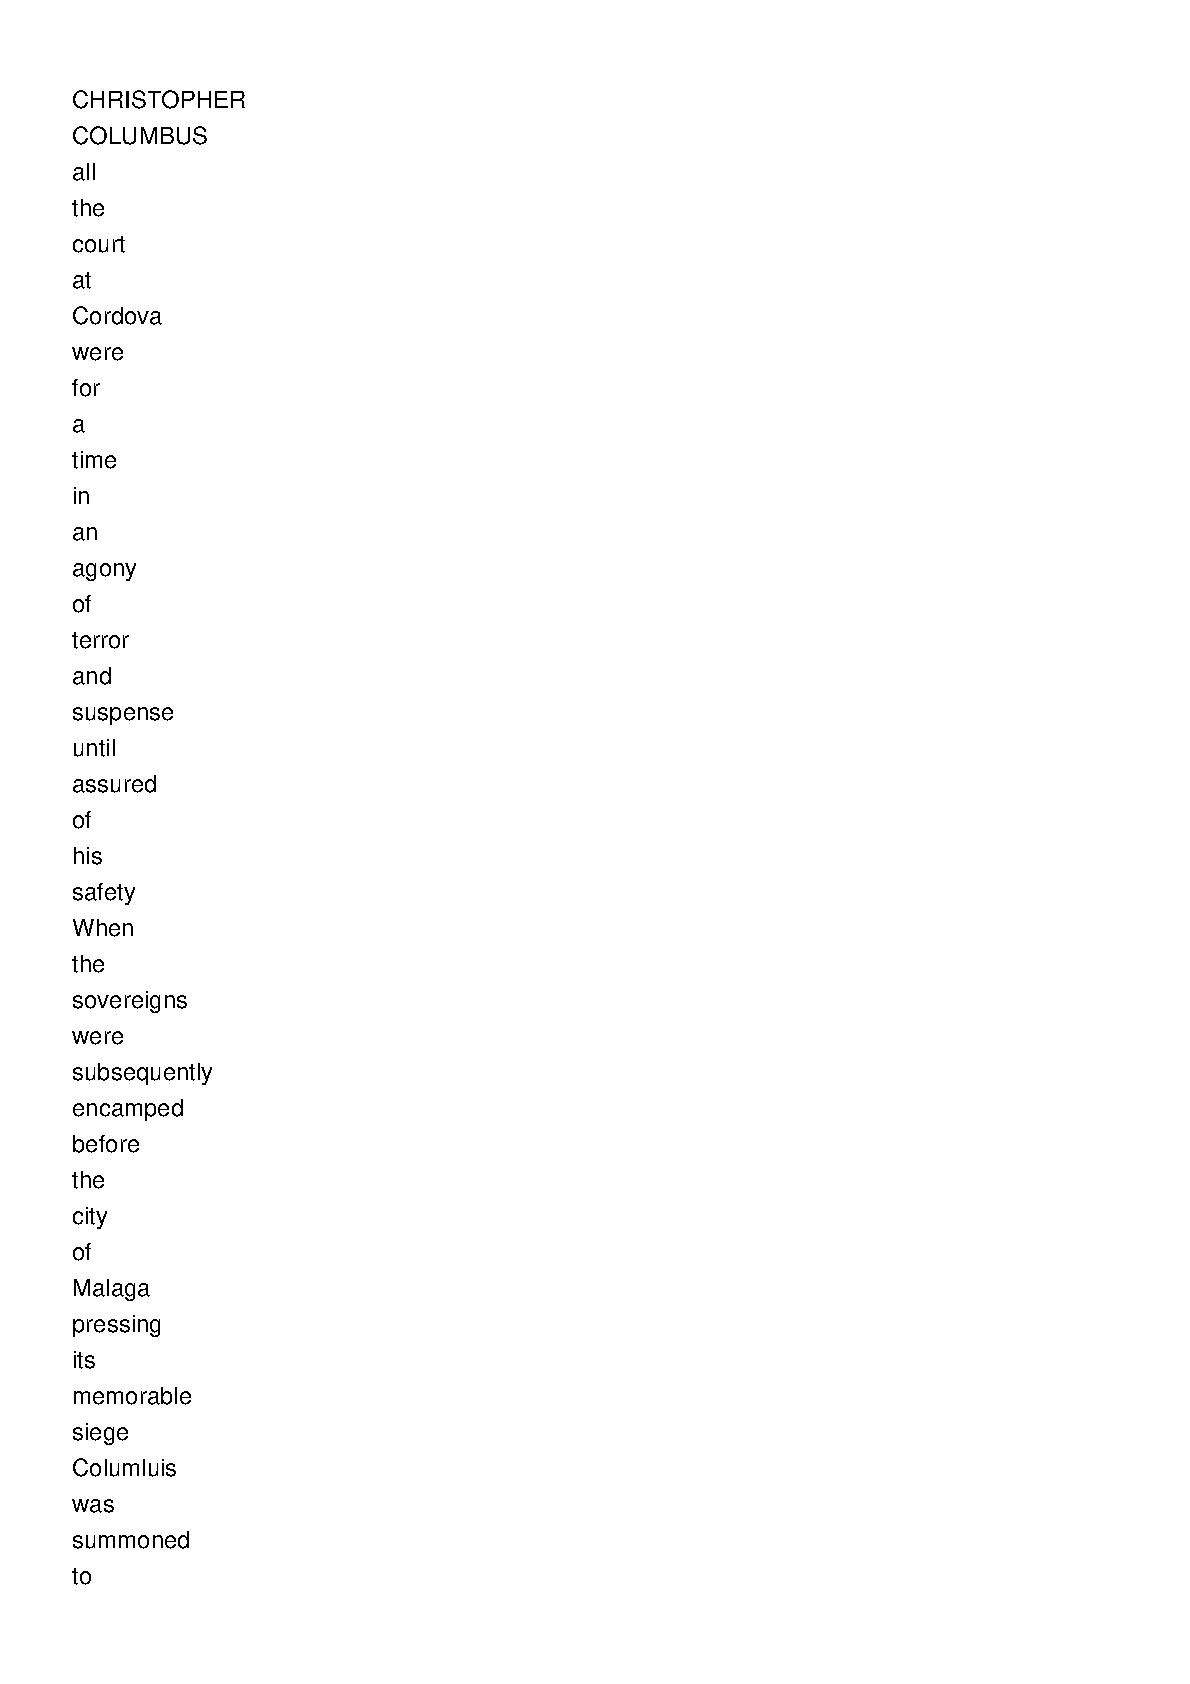 CHRISTOPHER
COLUMBUS
all
the
court
at
Cordova
were
for
a
time
in
an
agony
of
terror
and
suspense
until
assured
of
his
safety
When
the
sovereigns
were
subsequently
encamped
before
the
city
of
Malaga
pressing
its
memorable
siege
Columluis
was
summoned
to